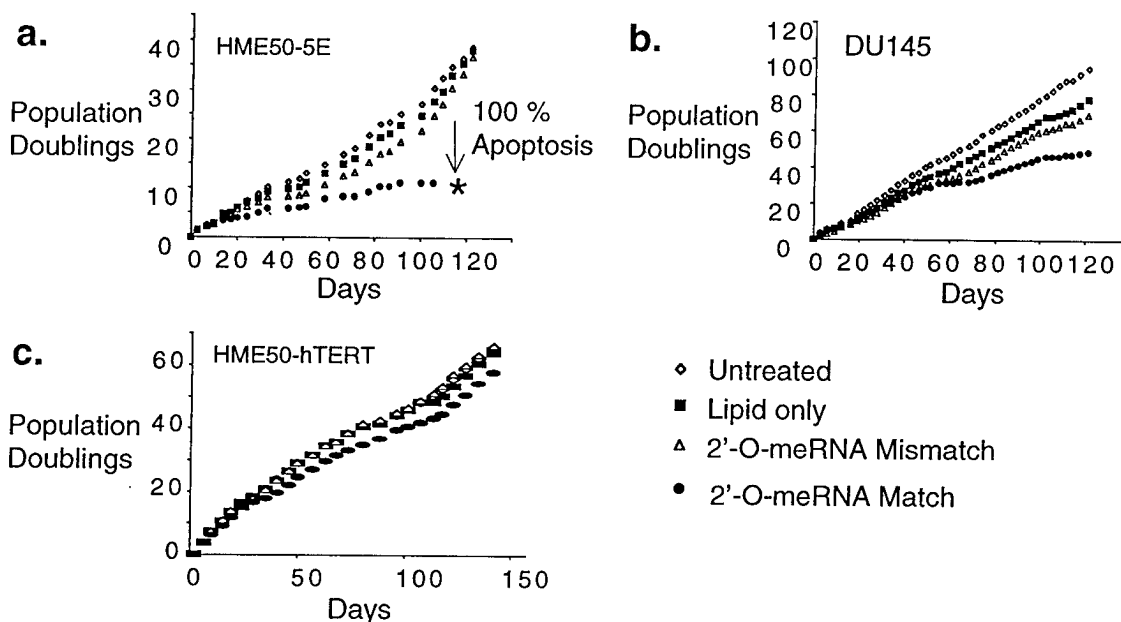 a.
HME50-5E
40
30
20
10
0
Population
Doublings
100 %
Apoptosis
*
0 20 40 60 80 100 120
Days
b.
DU145
120
100
80
60
40
20
0
Population
Doublings
0 20 40 60 80 100 120
Days
c.
HME50-hTERT
60
40
20
0
Population
Doublings
0 50 100 150
Days
Untreated
Lipid only
2'-O-meRNA Mismatch
2'-O-meRNA Match